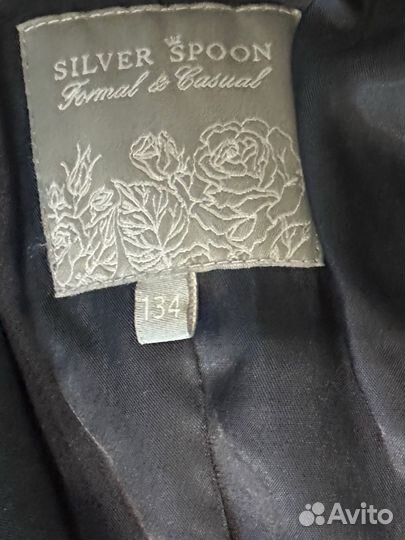 SILVER SPOON
Formal & Casual
134
Avito